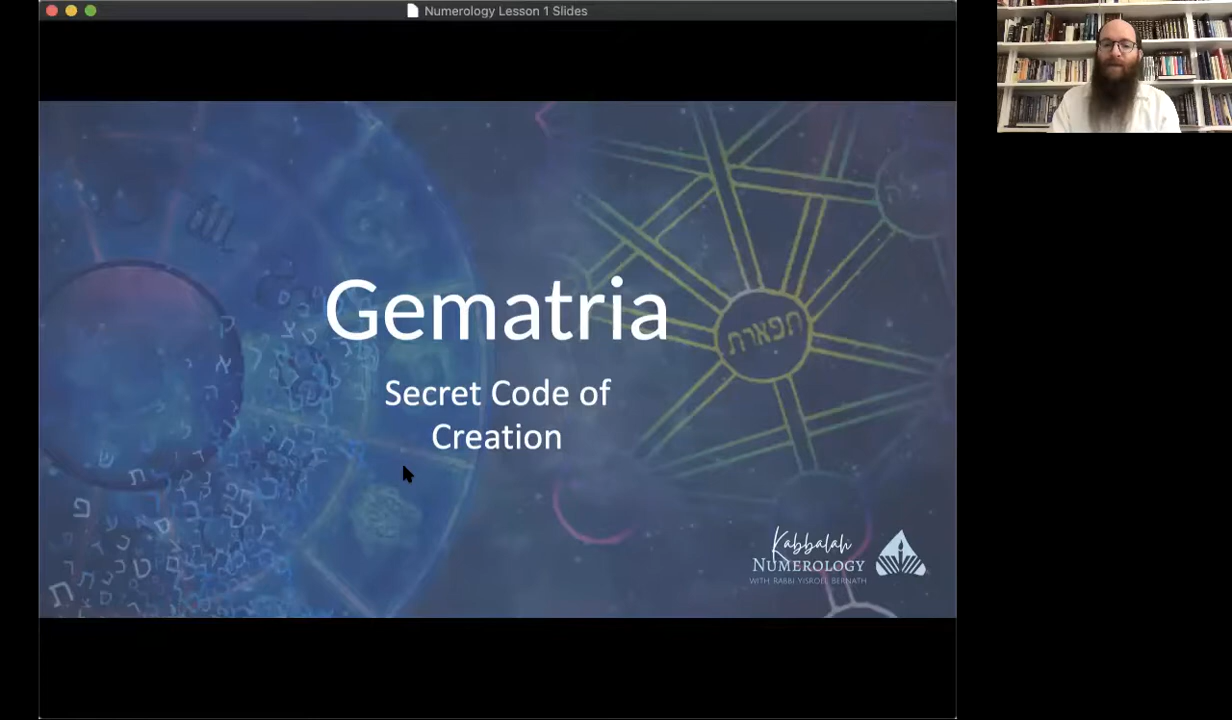 Numerology Lesson 1 Slides
Gematria
Secret Code of
Creation
תפארת
Kabbalah
NUMEROLOGY
WITH RABBI YISROEL BERNATH